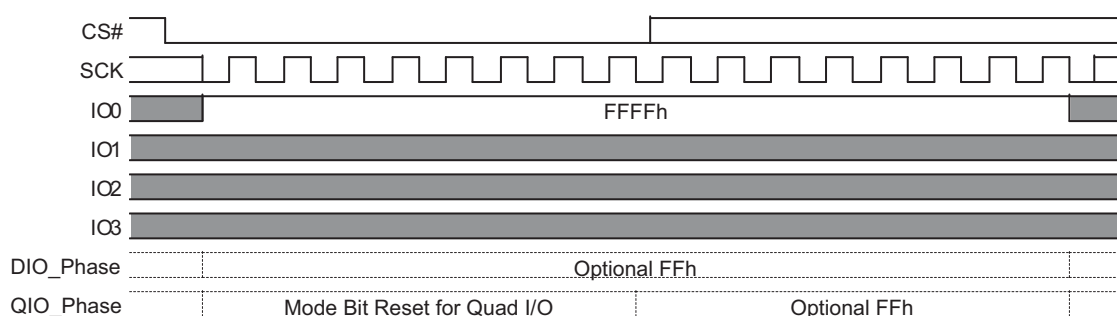 CS#
SCK
IO0 FFFFh
IO1
IO2
IO3
DIO_Phase Optional FFh
QIO_Phase Mode Bit Reset for Quad I/O Optional FFh